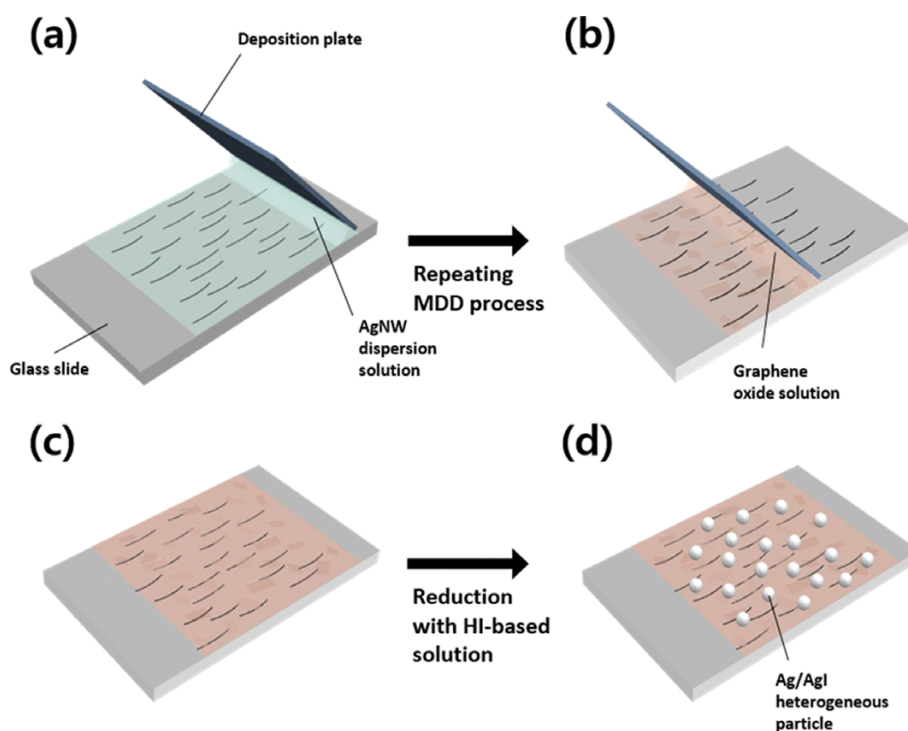 (a)
Deposition plate
(b)
Repeating
MDD process
AgNW
dispersion
solution
Glass slide
Graphene
oxide solution
(c)
(d)
Reduction
with HI-based
solution
Ag/AgI
heterogeneous
particle